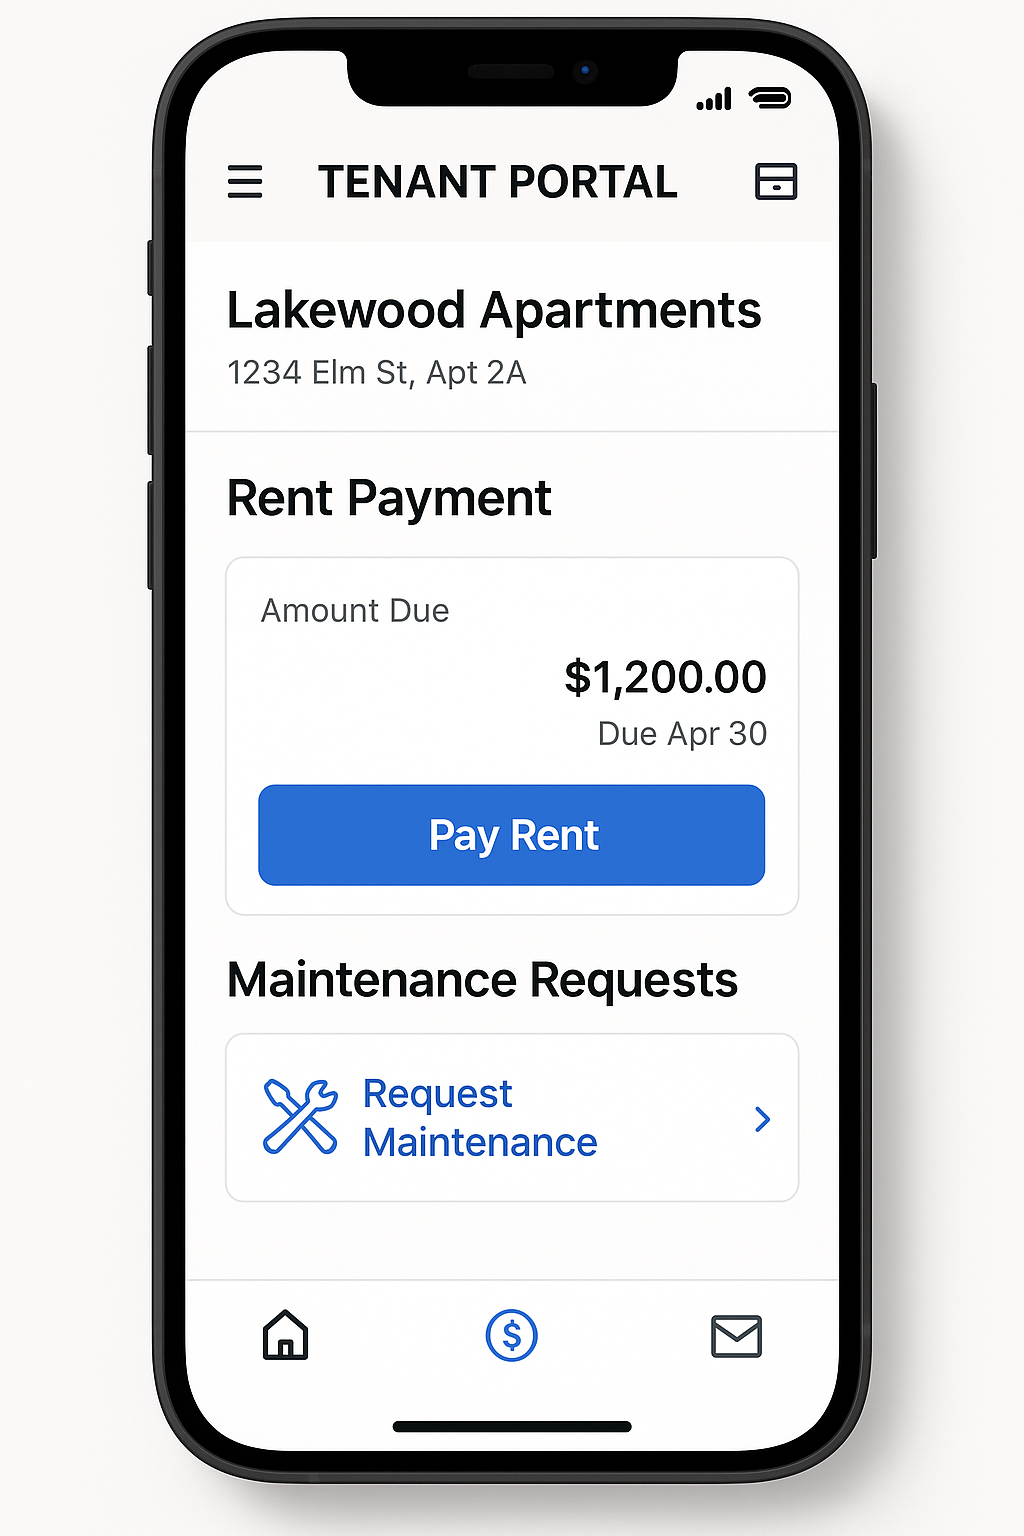 TENANT PORTAL
Lakewood Apartments
1234 Elm St, Apt 2A
Rent Payment
Amount Due
$1,200.00
Due Apr 30
Pay Rent
Maintenance Requests
Request
Maintenance
$